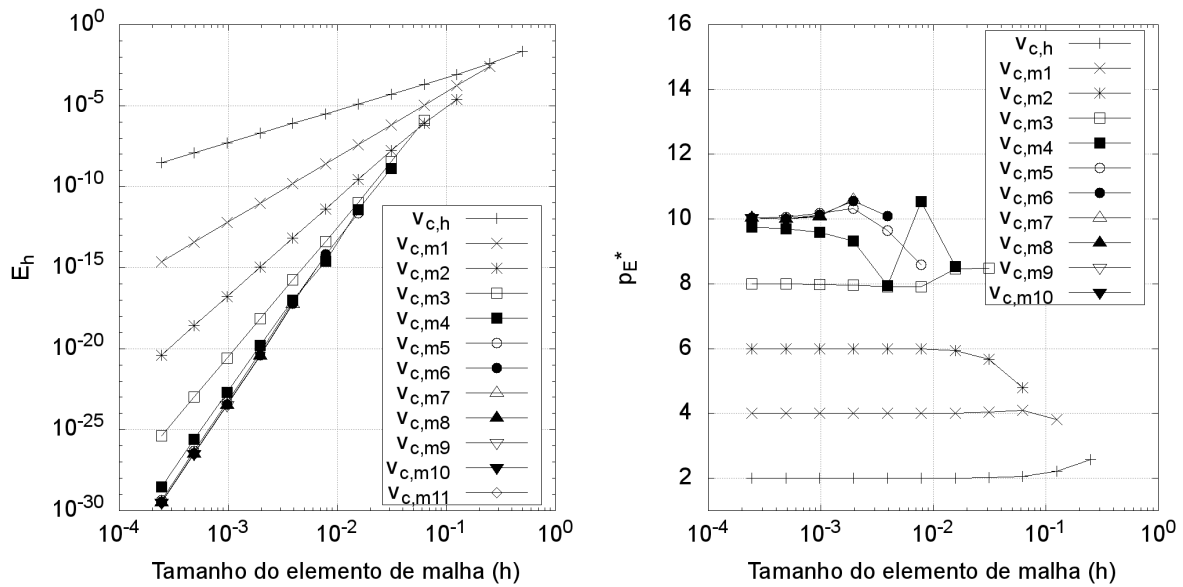 10^0
10^-5
10^-10
10^-15
10^-20
10^-25
10^-30
E_h
10^-4
10^-3
10^-2
10^-1
10^0
Tamanho do elemento de malha (h)
v_c,h
v_c,m1
v_c,m2
v_c,m3
v_c,m4
v_c,m5
v_c,m6
v_c,m7
v_c,m8
v_c,m9
v_c,m10
v_c,m11
16
14
12
10
8
6
4
2
p_E*
10^-4
10^-3
10^-2
10^-1
10^0
Tamanho do elemento de malha (h)
v_c,h
v_c,m1
v_c,m2
v_c,m3
v_c,m4
v_c,m5
v_c,m6
v_c,m7
v_c,m8
v_c,m9
v_c,m10